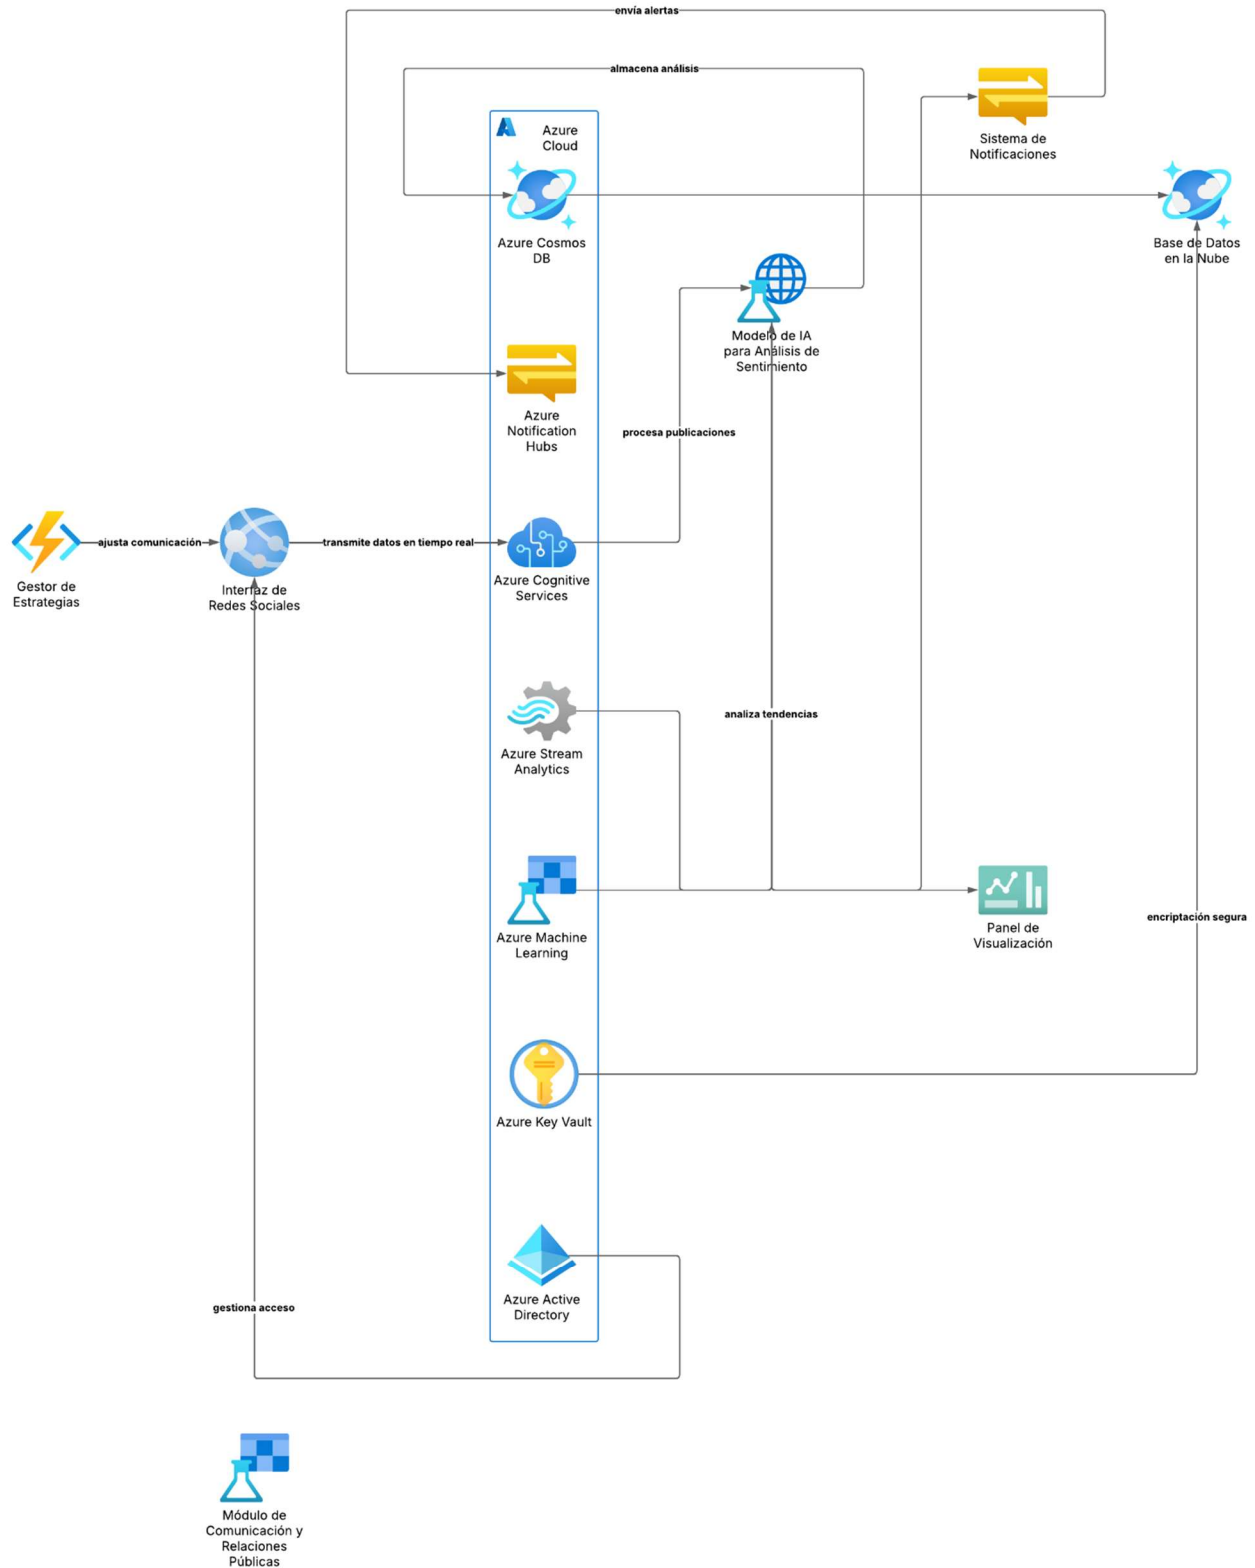 envía alertas
almacena análisis
Azure
Cloud
Sistema de
Notificaciones
Azure Cosmos
DB
Base de Datos
en la Nube
Modelo de IA
para Análisis de
Sentimiento
Azure
Notification
Hubs
procesa publicaciones
ajusta comunicación
transmite datos en tiempo real
Gestor de
Estrategias
Interfaz de
Redes Sociales
Azure Cognitive
Services
analiza tendencias
Azure Stream
Analytics
Azure Machine
Learning
Panel de
Visualización
encriptación segura
Azure Key Vault
Azure Active
Directory
gestiona acceso
Módulo de
Comunicación y
Relaciones
Públicas